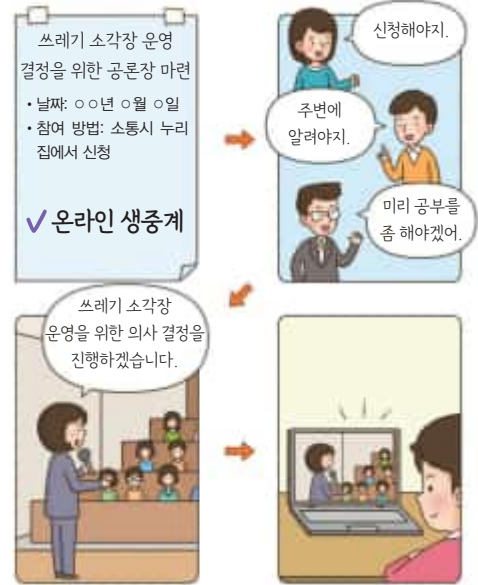 쓰레기 소각장 운영
결정을 위한 공론장 마련
• 날짜: ○○년 ○월 ○일
• 참여 방법: 소통시 누리
집에서 신청
✓ 온라인 생중계
신청해야지.
주변에
알려야지.
미리 공부를
좀 해야겠어.
쓰레기 소각장
운영을 위한 의사 결정을
진행하겠습니다.